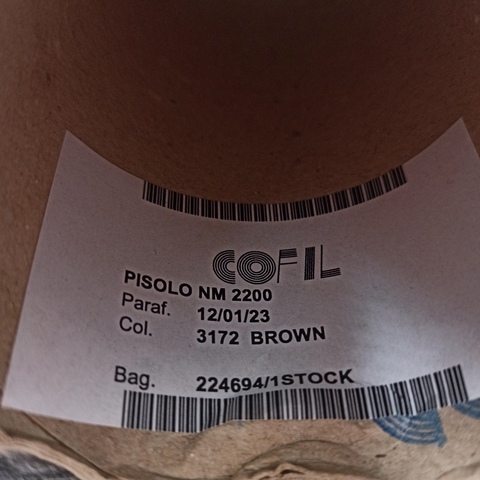 COFIL
PISOLO NM 2200
Paraf. 12/01/23
Col. 3172 BROWN
Bag. 224694/1STOCK